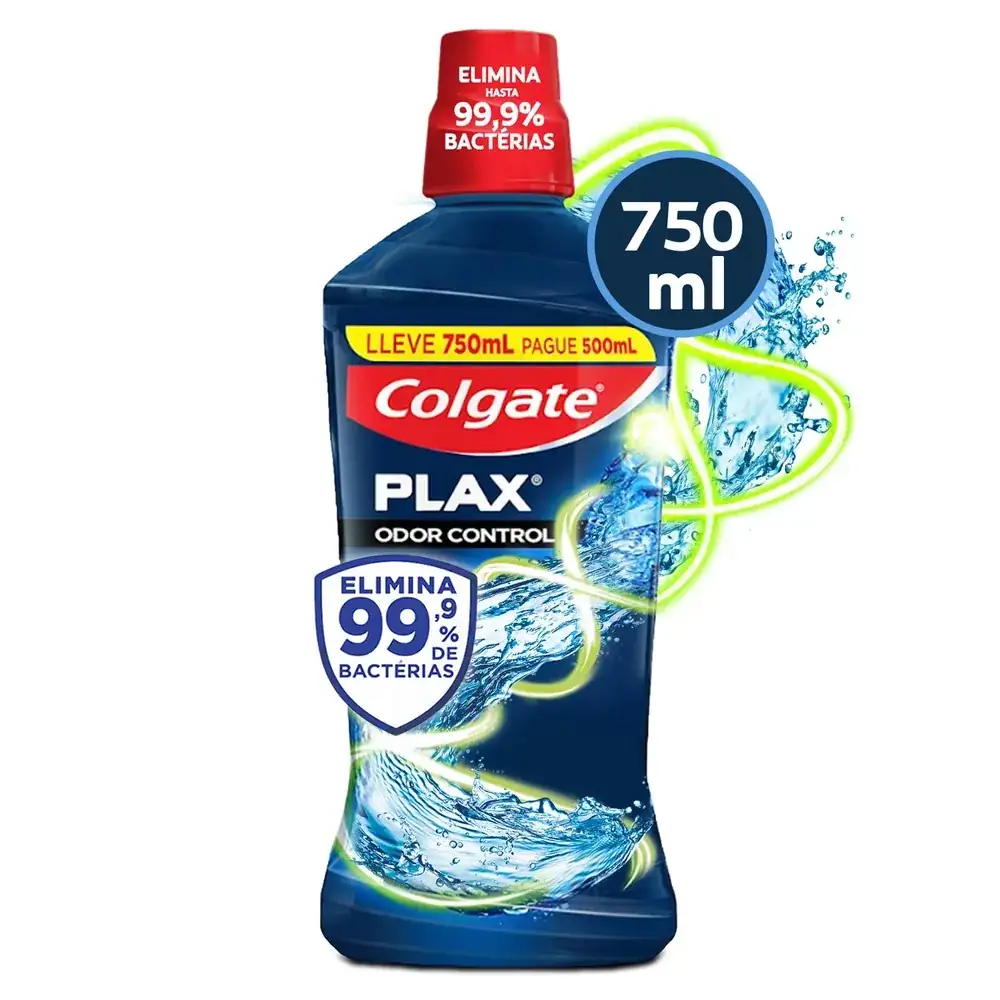 ELIMINA
HASTA
99,9%
BACTÉRIAS
750
ml
LLEVE 750mL PAGUE 500mL
Colgate®
PLAX®
ODOR CONTROL
ELIMINA
99,9%
DE
BACTÉRIAS